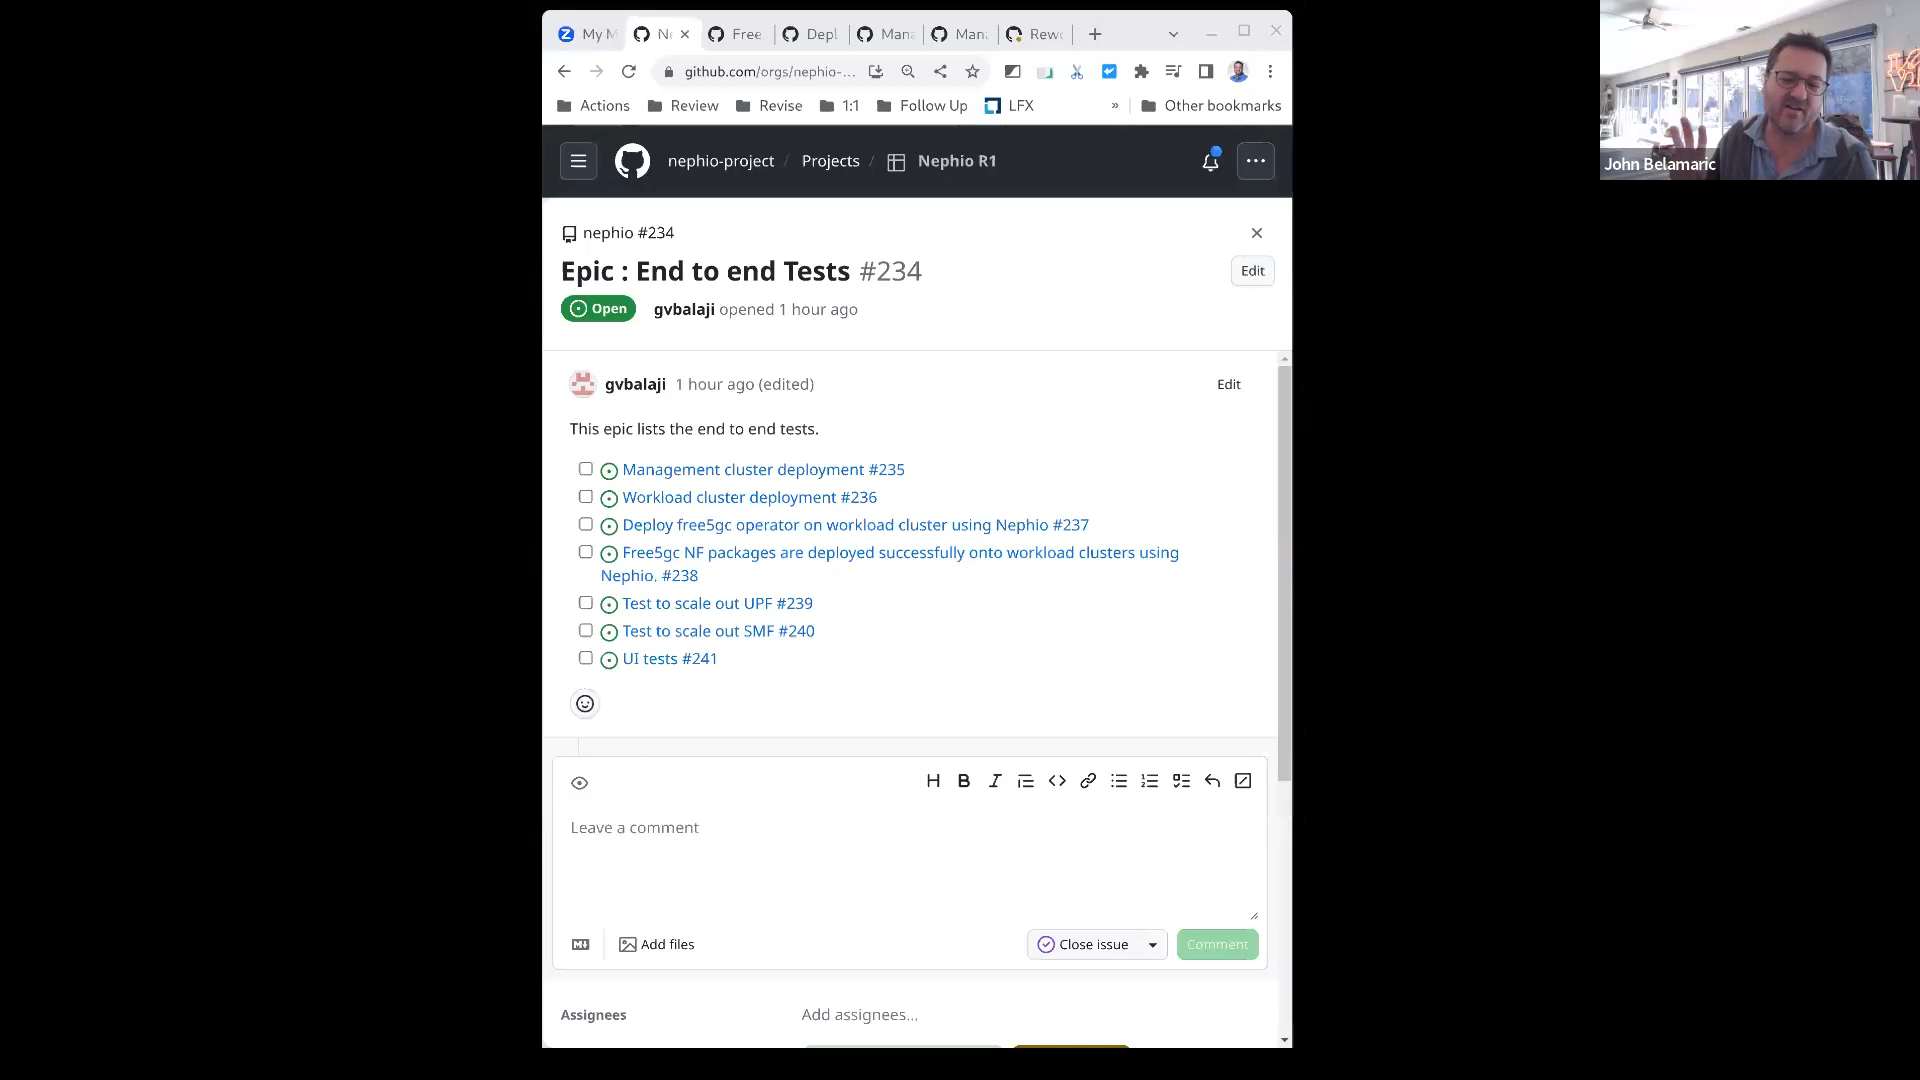 My M
Ne
Free
Depl
Mana
Mana
Rewo
github.com/orgs/nephio-...
Actions
Review
Revise
1:1
Follow Up
LFX
»
Other bookmarks
nephio-project / Projects / Nephio R1
nephio #234
Epic : End to end Tests #234
Edit
Open
gvbalaji opened 1 hour ago
gvbalaji 1 hour ago (edited)
Edit
This epic lists the end to end tests.
Management cluster deployment #235
Workload cluster deployment #236
Deploy free5gc operator on workload cluster using Nephio #237
Free5gc NF packages are deployed successfully onto workload clusters using
Nephio. #238
Test to scale out UPF #239
Test to scale out SMF #240
UI tests #241
Leave a comment
Add files
Close issue
Comment
Assignees
Add assignees...
John Belamaric